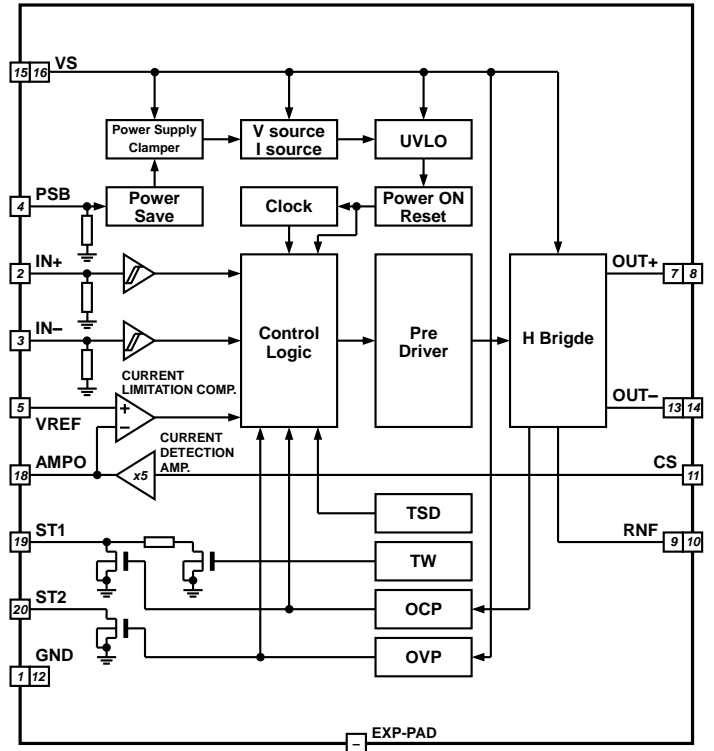 15 16 VS
Power Supply
Clamper
V source
I source
UVLO
4 PSB
Power
Save
Clock
Power ON
Reset
2 IN+
3 IN−
Control
Logic
Pre
Driver
H Brigde
OUT+ 7 8
OUT− 13 14
CURRENT
LIMITATION COMP.
5 VREF
+
−
18 AMPO
x5
CURRENT
DETECTION
AMP.
CS 11
TSD
RNF 9 10
19 ST1
TW
20 ST2
OCP
OVP
GND
1 12
− EXP-PAD